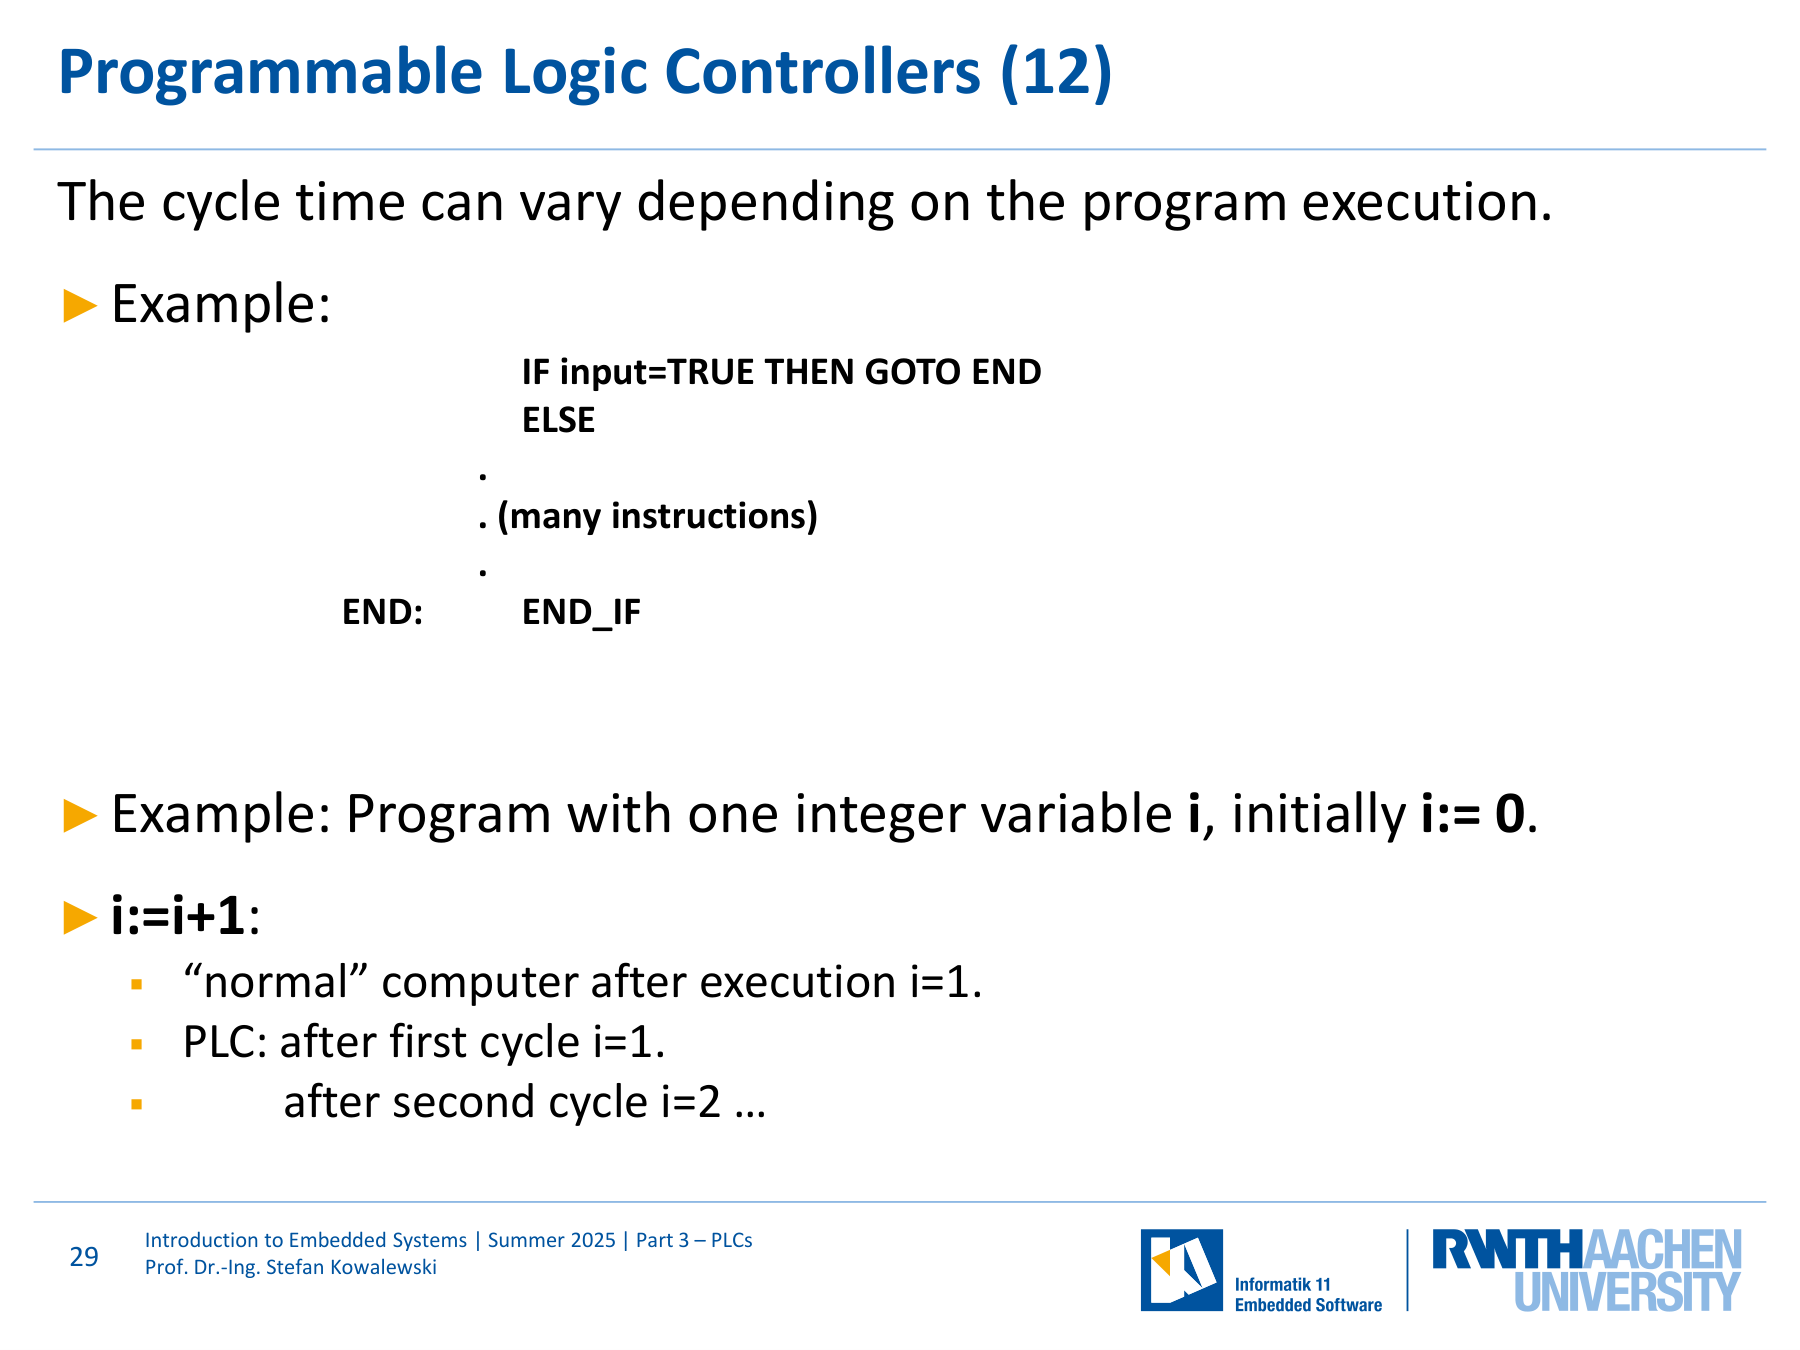 Programmable Logic Controllers (12)
The cycle time can vary depending on the program execution.
► Example:
IF input=TRUE THEN GOTO END
ELSE
.
. (many instructions)
.
END: END_IF
► Example: Program with one integer variable i, initially i:= 0.
► i:=i+1:
▪ “normal” computer after execution i=1.
▪ PLC: after first cycle i=1.
▪ after second cycle i=2 …
29
Introduction to Embedded Systems | Summer 2025 | Part 3 – PLCs
Prof. Dr.-Ing. Stefan Kowalewski
Informatik 11
Embedded Software
RWTHAACHEN
UNIVERSITY